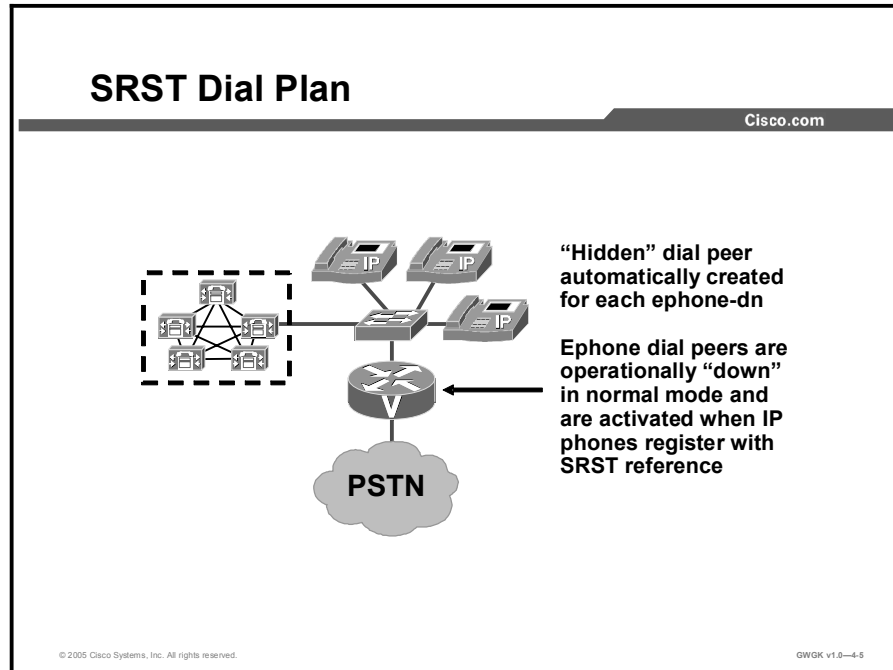 SRST Dial Plan
Cisco.com
IP
IP
IP
“Hidden” dial peer
automatically created
for each ephone-dn
Ephone dial peers are
operationally “down”
in normal mode and
are activated when IP
phones register with
SRST reference
V
PSTN
© 2005 Cisco Systems, Inc. All rights reserved.
GWGK v1.0—4-5